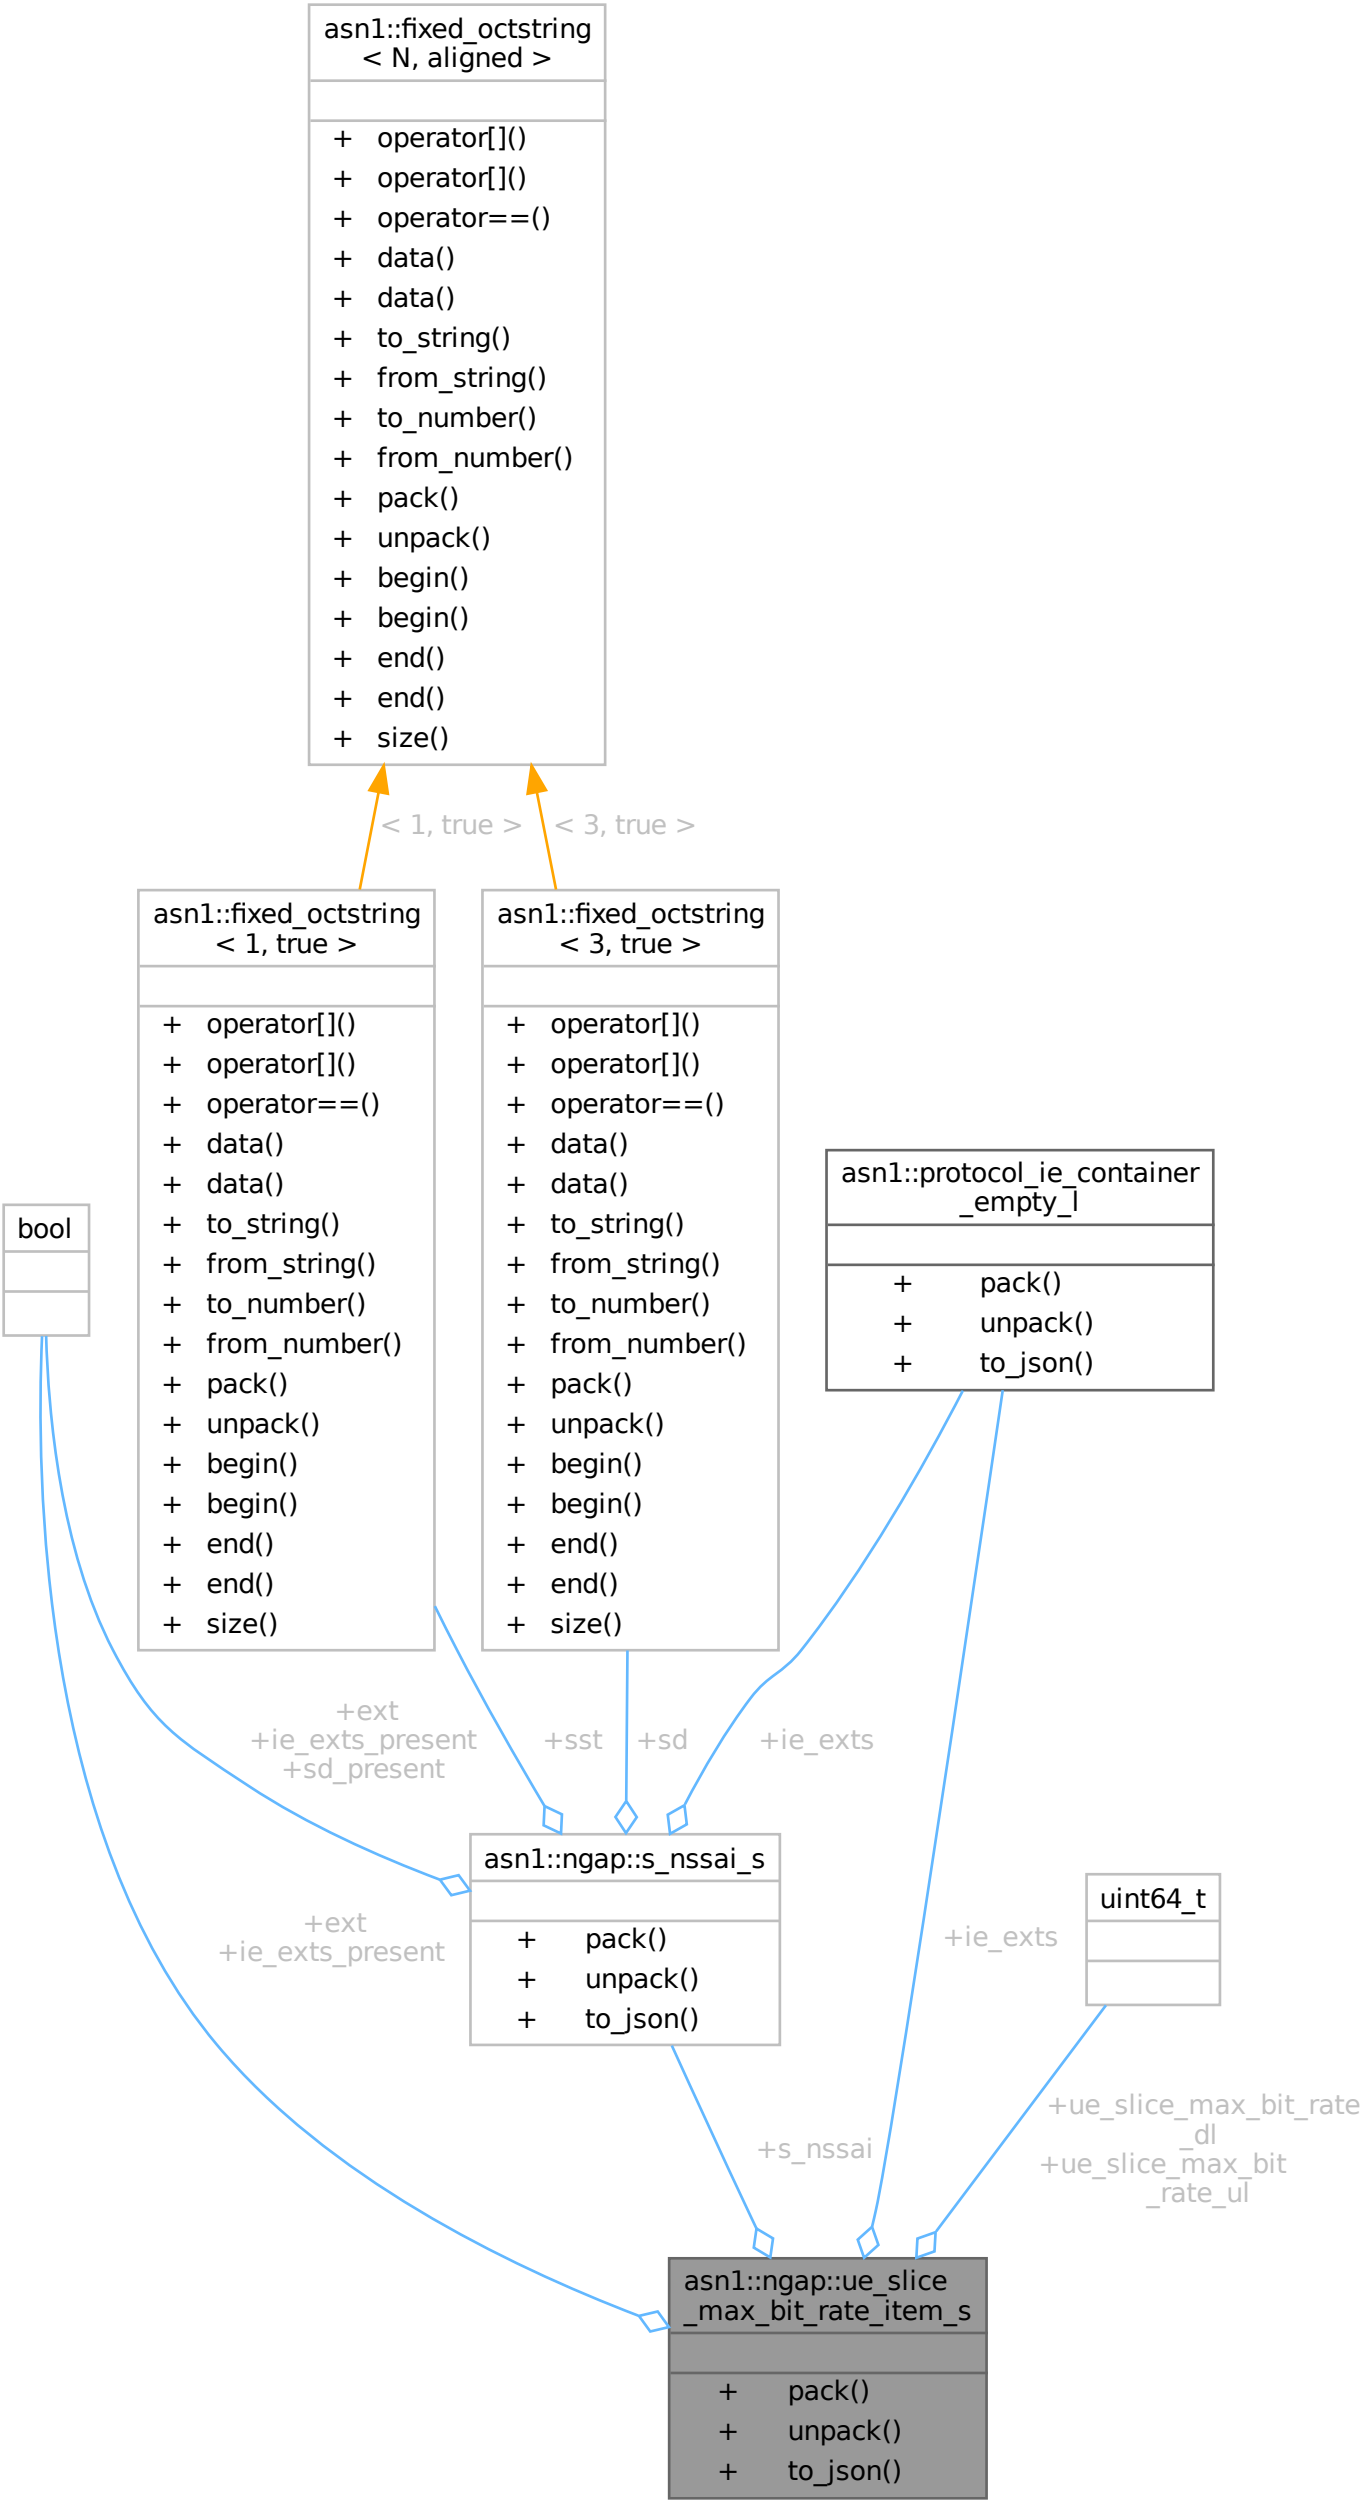 asn1::fixed_octstring
< N, aligned >
+ operator[]()
+ operator[]()
+ operator==()
+ data()
+ data()
+ to_string()
+ from_string()
+ to_number()
+ from_number()
+ pack()
+ unpack()
+ begin()
+ begin()
+ end()
+ end()
+ size()
< 1, true >
< 3, true >
asn1::fixed_octstring
< 1, true >
+ operator[]()
+ operator[]()
+ operator==()
+ data()
+ data()
+ to_string()
+ from_string()
+ to_number()
+ from_number()
+ pack()
+ unpack()
+ begin()
+ begin()
+ end()
+ end()
+ size()
asn1::fixed_octstring
< 3, true >
+ operator[]()
+ operator[]()
+ operator==()
+ data()
+ data()
+ to_string()
+ from_string()
+ to_number()
+ from_number()
+ pack()
+ unpack()
+ begin()
+ begin()
+ end()
+ end()
+ size()
asn1::protocol_ie_container
_empty_l
+ pack()
+ unpack()
+ to_json()
bool
+ext
+ie_exts_present
+sd_present
+sst
+sd
+ie_exts
asn1::ngap::s_nssai_s
+ pack()
+ unpack()
+ to_json()
uint64_t
+ext
+ie_exts_present
+ie_exts
+s_nssai
+ue_slice_max_bit_rate
_dl
+ue_slice_max_bit
_rate_ul
asn1::ngap::ue_slice
_max_bit_rate_item_s
+ pack()
+ unpack()
+ to_json()